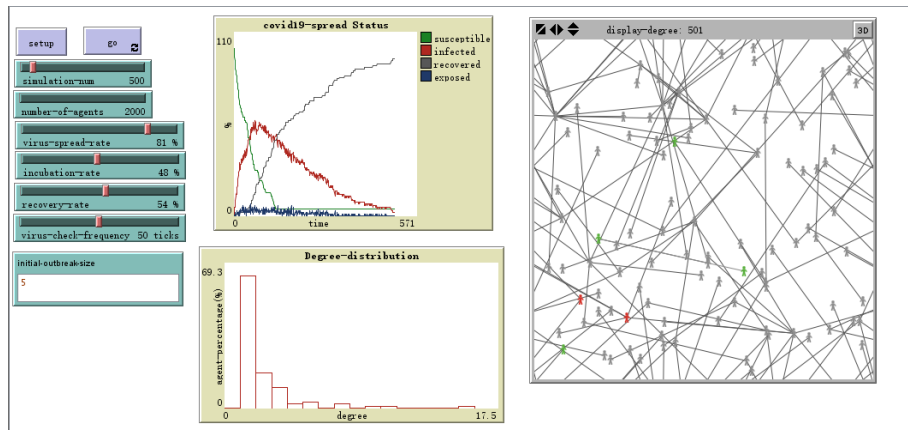 setup
go
simulation-num 500
number-of-agents 2000
virus-spread-rate 81 %
incubation-rate 48 %
recovery-rate 54 %
virus-check-frequency 50 ticks
initial-outbreak-size
5
covid19-spread Status
110
%
0
0 time 571
susceptible
infected
recovered
exposed
Degree-distribution
69.3
agent-percentage(%)
0
0 degree 17.5
display-degree: 501
3D